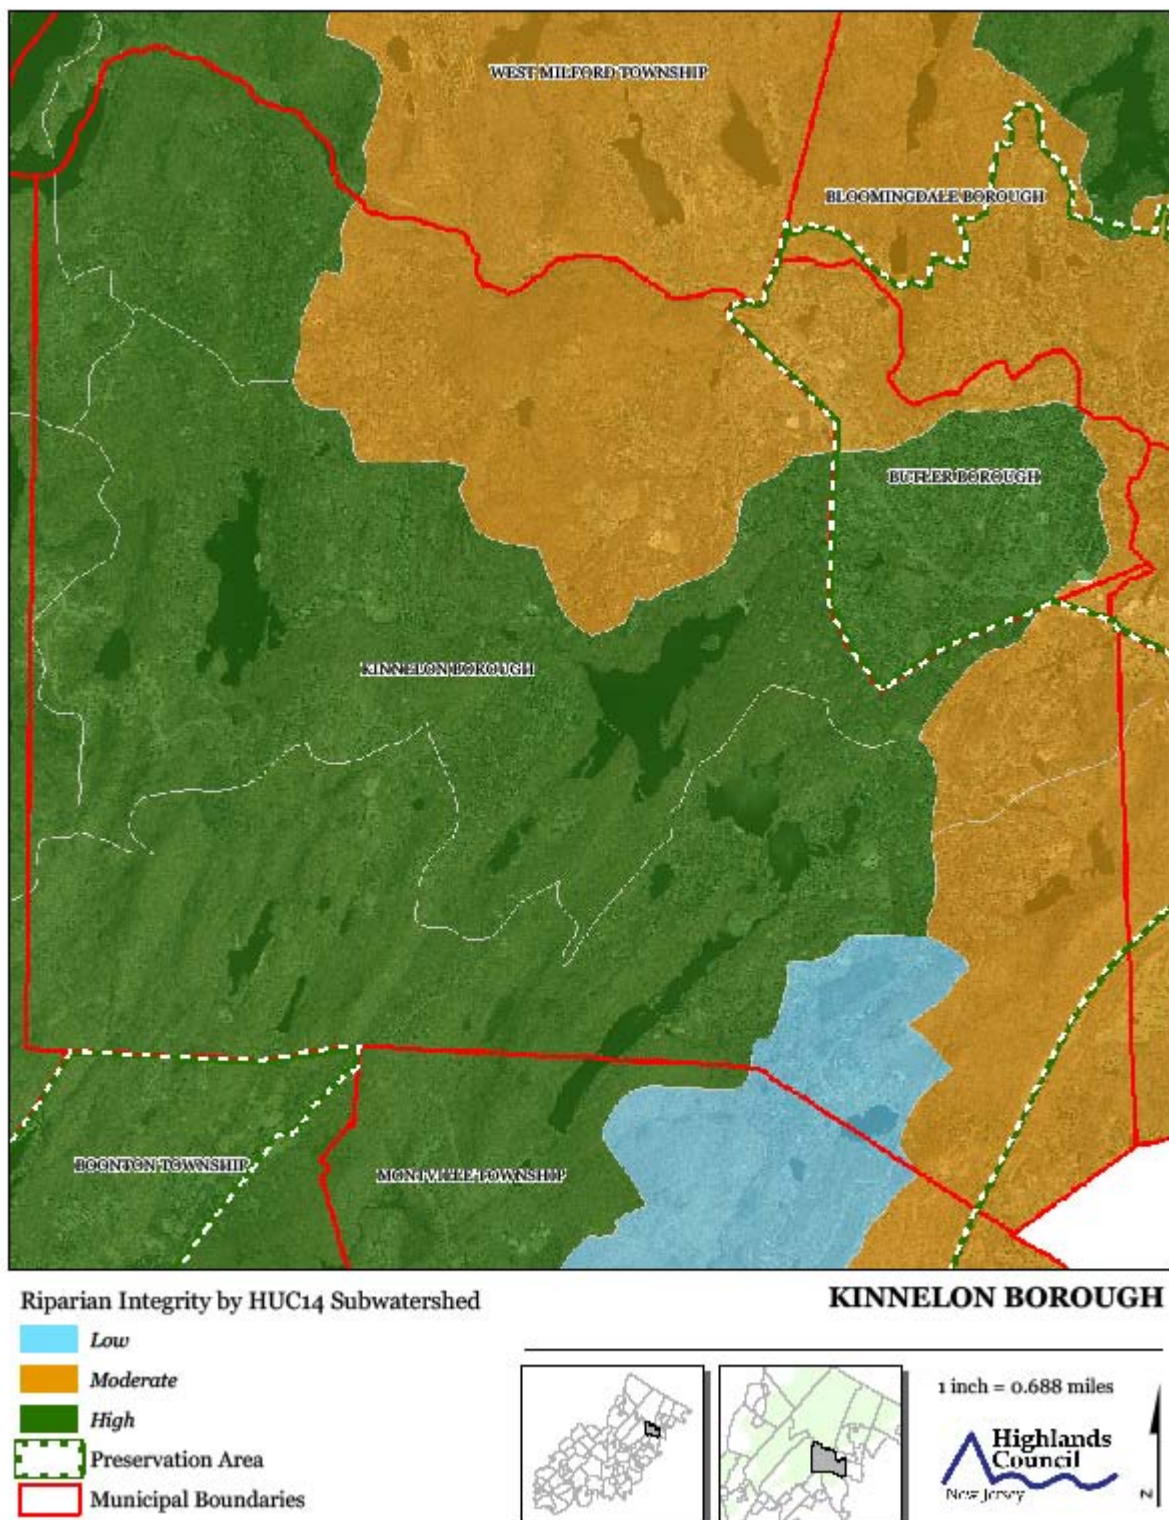 WEST MILFORD TOWNSHIP
BLOOMINGDALE BOROUGH
BUTLER BOROUGH
KINNELON BOROUGH
BOONTON TOWNSHIP
MONTVILLE TOWNSHIP
Riparian Integrity by HUC14 Subwatershed
Low
Moderate
High
Preservation Area
Municipal Boundaries
KINNELON BOROUGH
1 inch = 0.688 miles
Highlands
Council
New Jersey
N